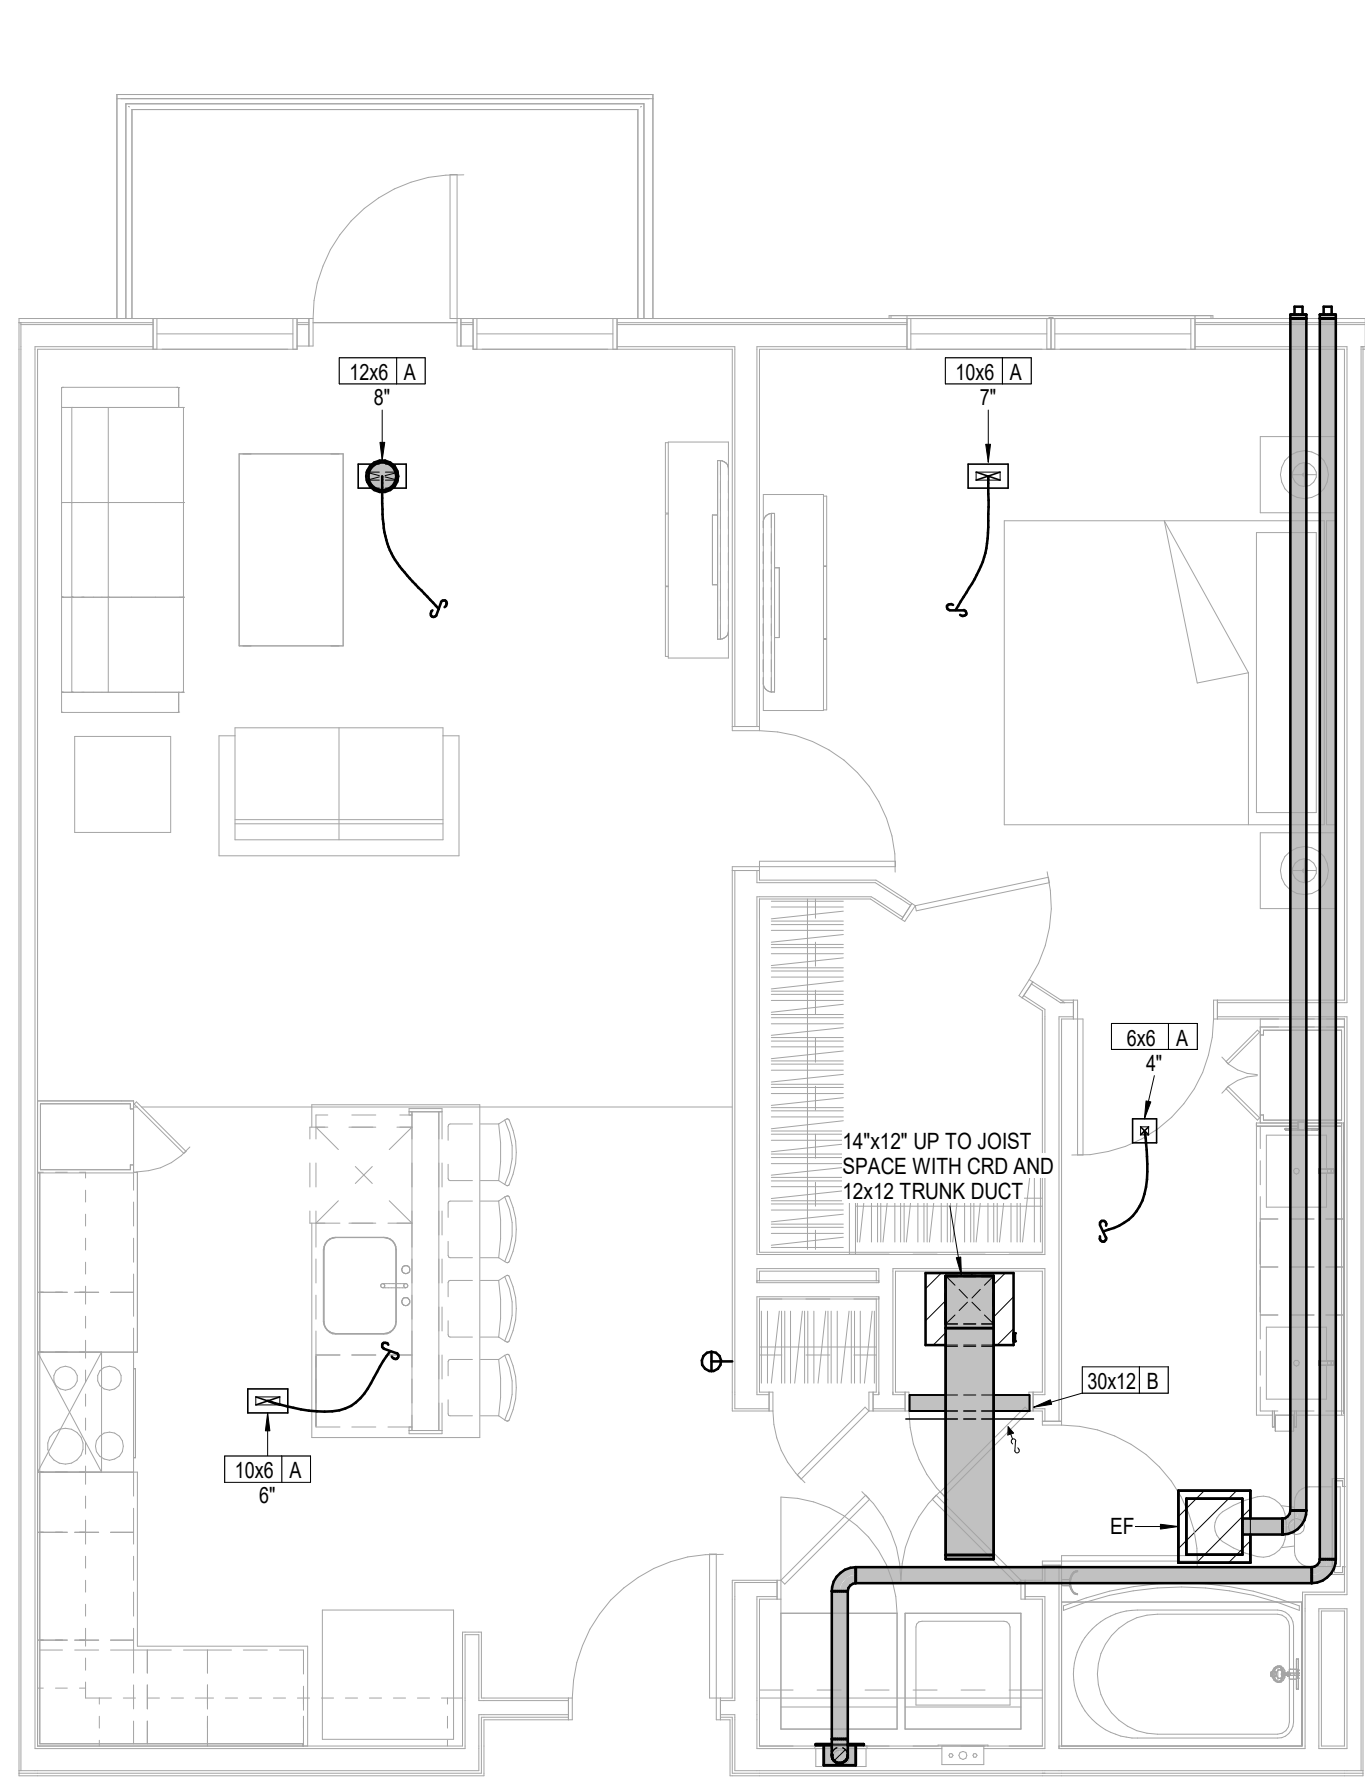 12x6 A
8"
10x6 A
7"
6x6 A
4"
14"x12" UP TO JOIST
SPACE WITH CRD AND
12x12 TRUNK DUCT
30x12 B
10x6 A
6"
EF